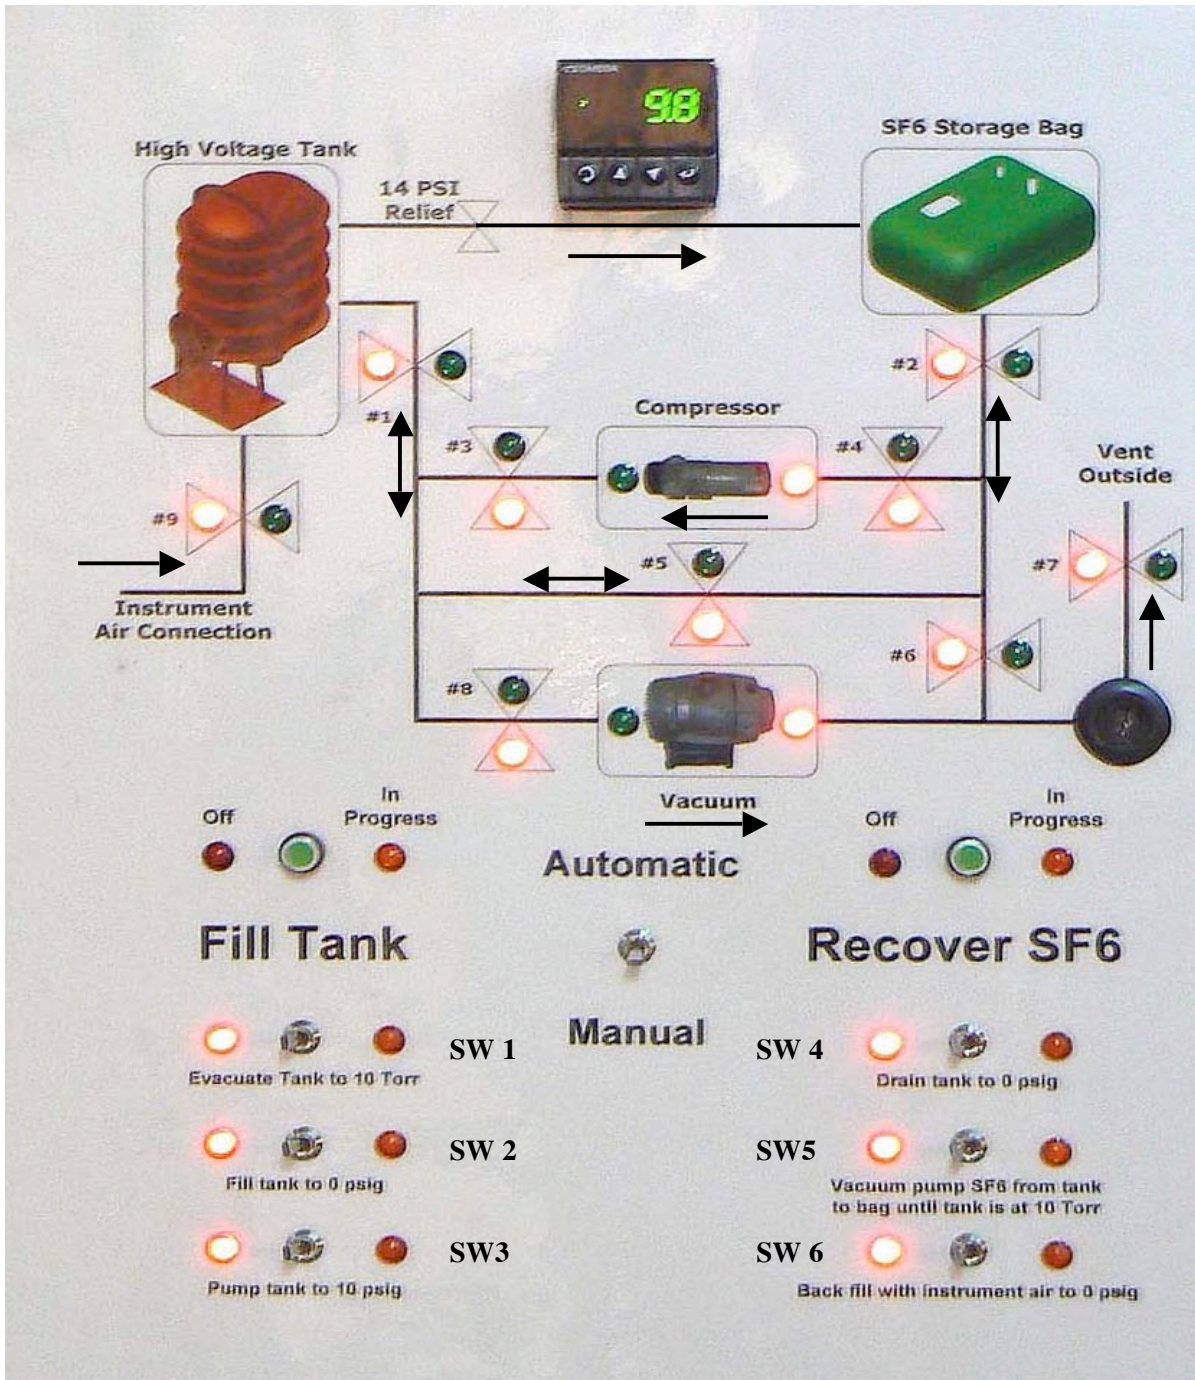 OMEGA
9.8
SF6 Storage Bag
High Voltage Tank
14 PSI
Relief
#1
#2
Compressor
#3
#4
Vent
Outside
#9
#5
#7
Instrument
Air Connection
#6
#8
Vacuum
Off
In
Progress
Off
In
Progress
Automatic
Fill Tank
Recover SF6
Manual
SW 1
Evacuate Tank to 10 Torr
SW 4
Drain tank to 0 psig
SW 2
Fill tank to 0 psig
SW5
Vacuum pump SF6 from tank
to bag until tank is at 10 Torr
SW3
Pump tank to 10 psig
SW 6
Back fill with instrument air to 0 psig